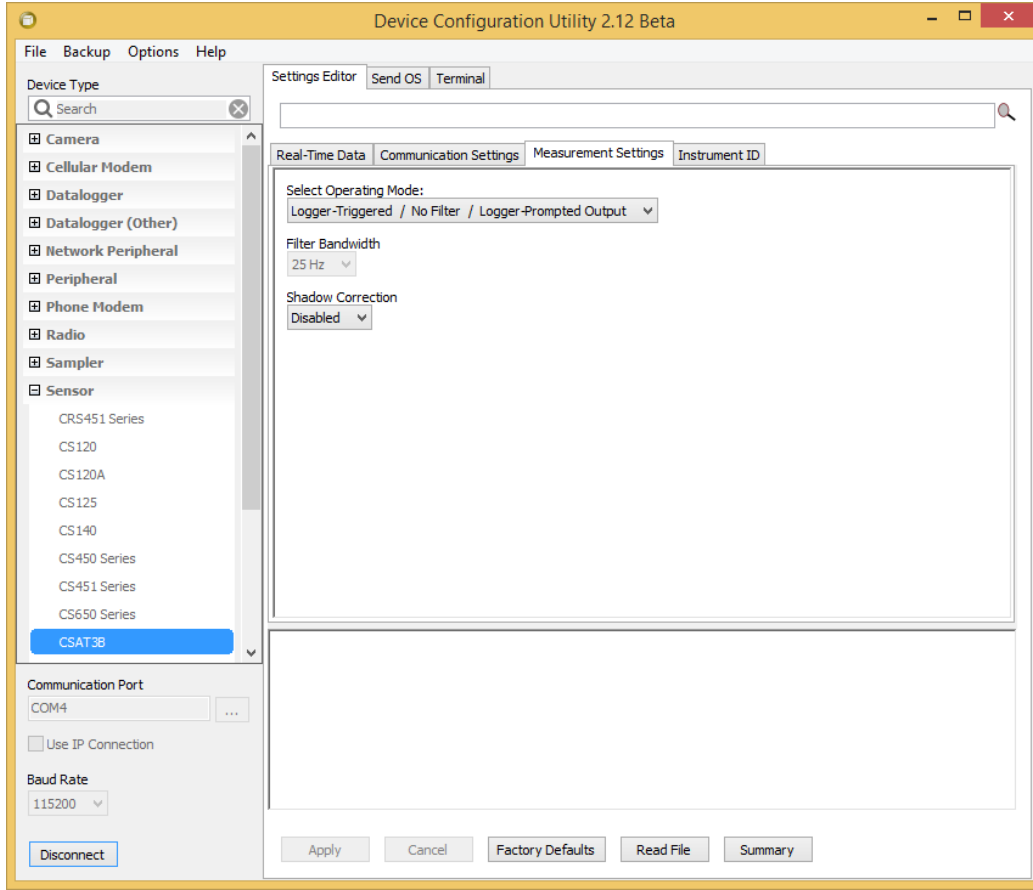 Device Configuration Utility 2.12 Beta
File Backup Options Help
Device Type
Search
Camera
Cellular Modem
Datalogger
Datalogger (Other)
Network Peripheral
Peripheral
Phone Modem
Radio
Sampler
Sensor
CRS451 Series
CS120
CS120A
CS125
CS140
CS450 Series
CS451 Series
CS650 Series
CSAT3B
Communication Port
COM4
...
Use IP Connection
Baud Rate
115200
Disconnect
Settings Editor Send OS Terminal
Real-Time Data Communication Settings Measurement Settings Instrument ID
Select Operating Mode:
Logger-Triggered / No Filter / Logger-Prompted Output
Filter Bandwidth
25 Hz
Shadow Correction
Disabled
Apply Cancel Factory Defaults Read File Summary